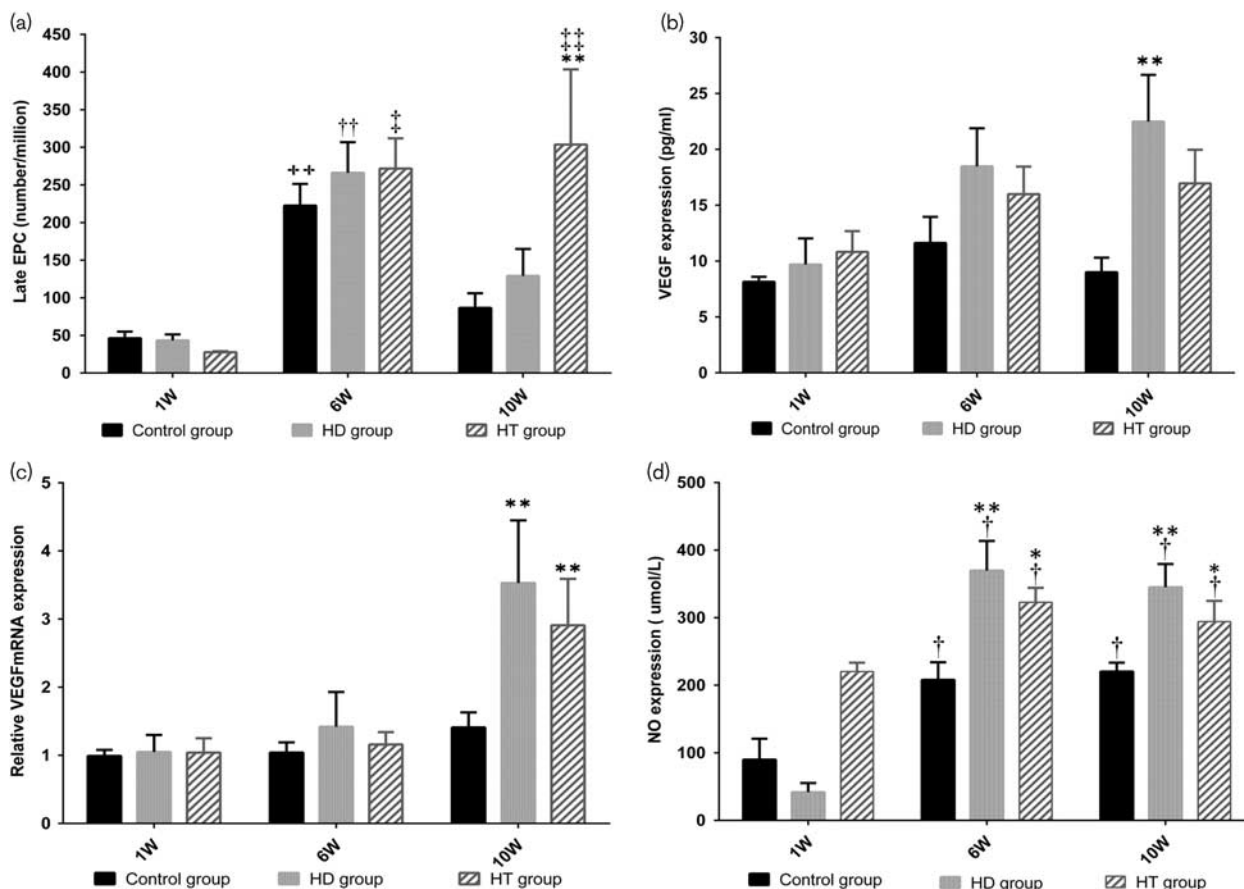 (a)
450
400
350
300
250
200
150
100
50
0
Late EPC (number/million)
‡‡
‡‡
**
++
††
‡
‡
1W
6W
10W
Control group
HD group
HT group
(b)
30
25
20
15
10
5
0
VEGF expression (pg/ml)
**
1W
6W
10W
Control group
HD group
HT group
(c)
5
4
3
2
1
0
Relative VEGFmRNA expression
**
**
1W
6W
10W
Control group
HD group
HT group
(d)
500
400
300
200
100
0
NO expression ( umol/L)
†
**
†
*
†
†
**
†
*
†
1W
6W
10W
Control group
HD group
HT group